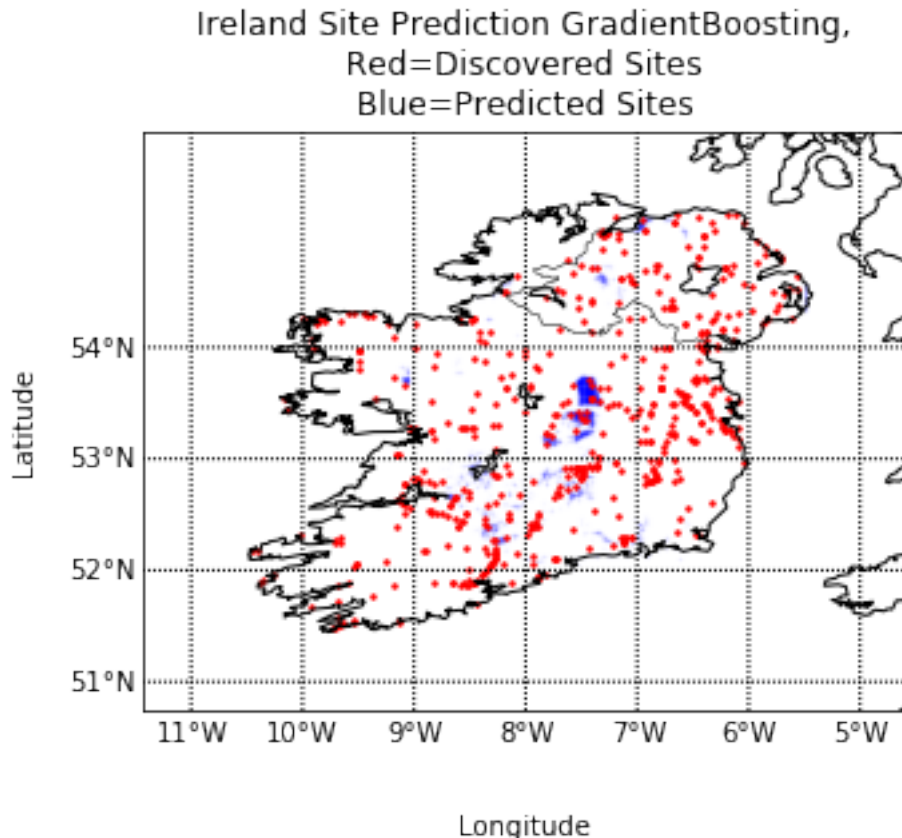 Ireland Site Prediction GradientBoosting,
Red=Discovered Sites
Blue=Predicted Sites
Latitude
54°N
53°N
52°N
51°N
11°W 10°W 9°W 8°W 7°W 6°W 5°W
Longitude